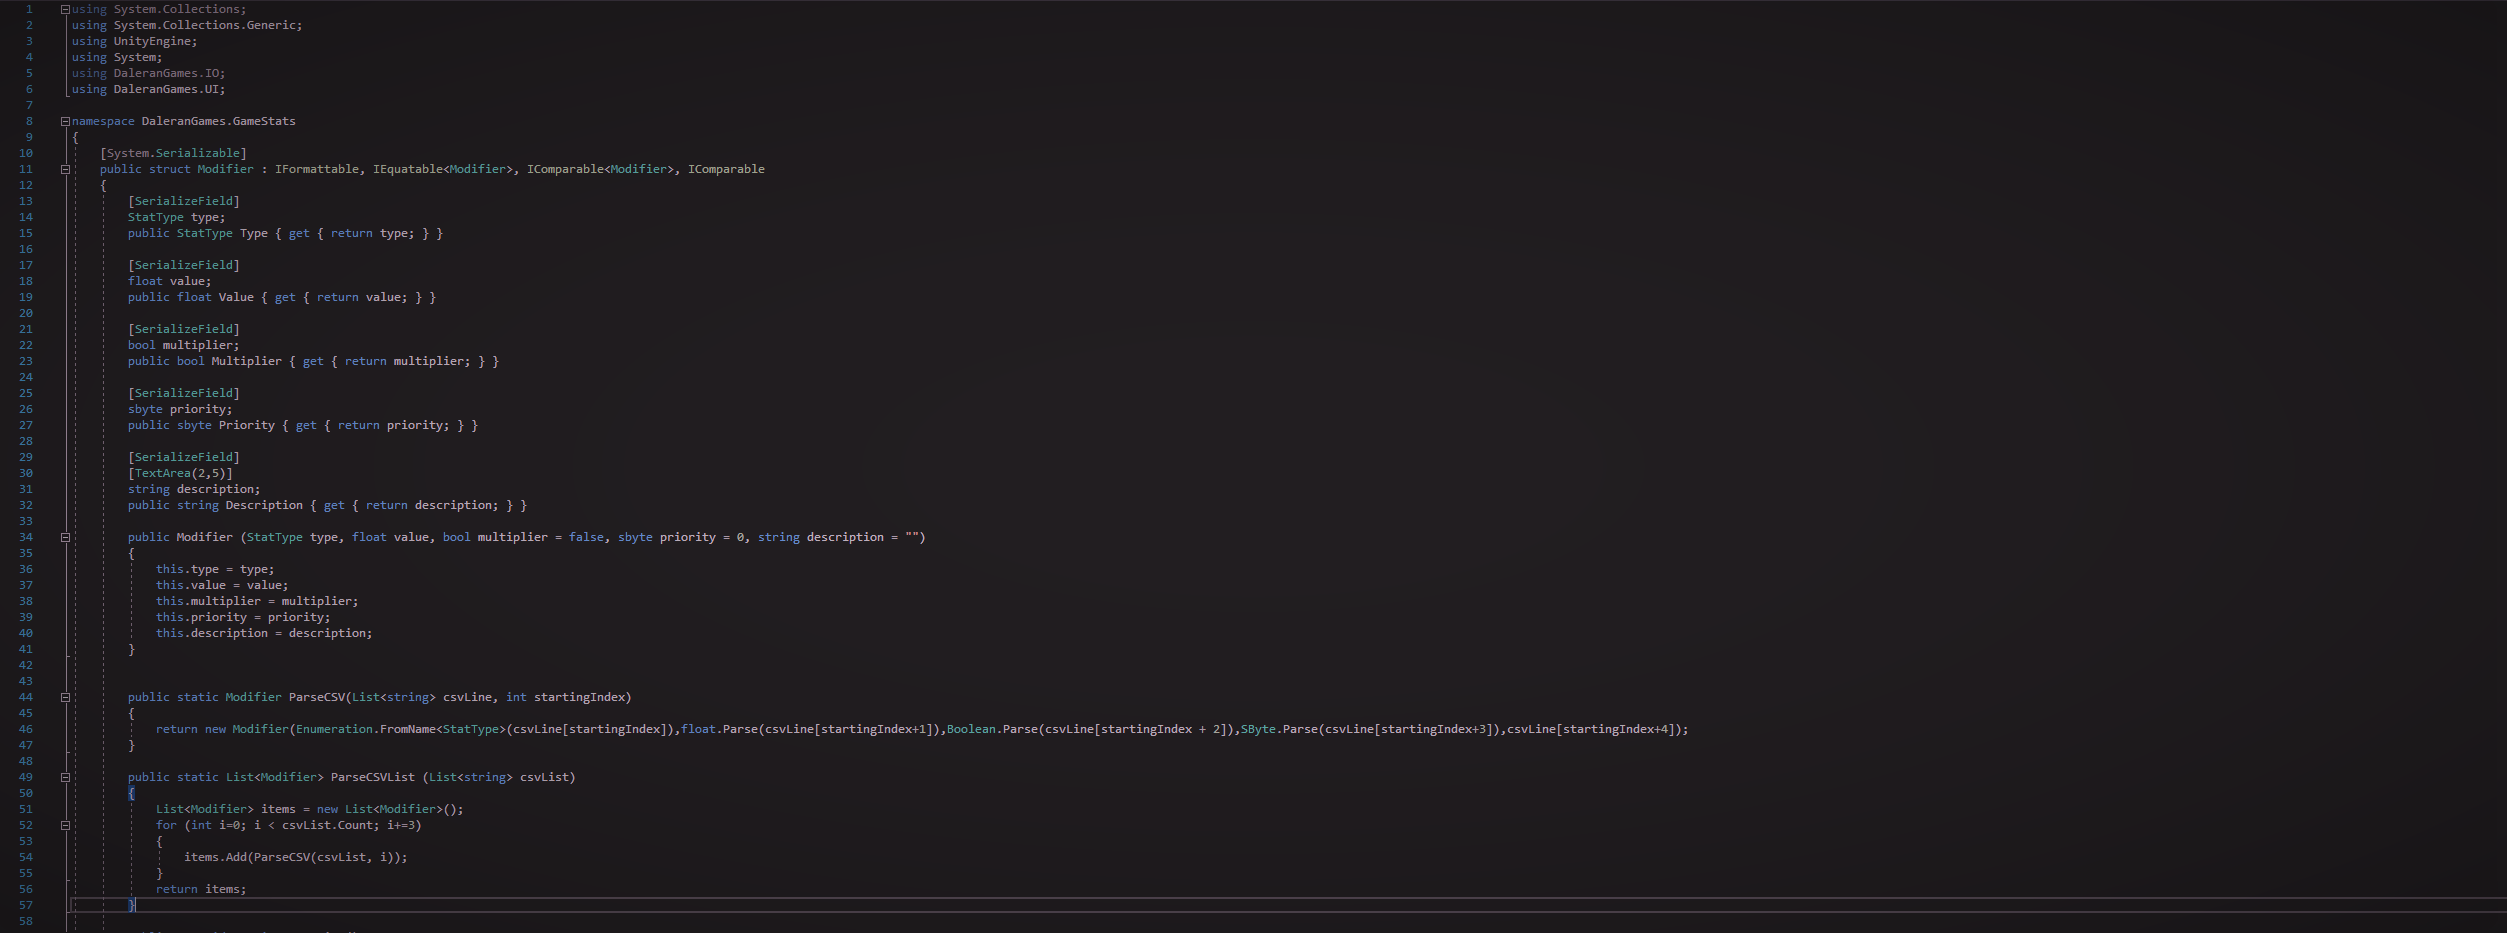 1 using System.Collections;
2 using System.Collections.Generic;
3 using UnityEngine;
4 using System;
5 using DaleranGames.IO;
6 using DaleranGames.UI;
7
8 namespace DaleranGames.GameStats
9 {
10 [System.Serializable]
11 public struct Modifier : IFormattable, IEquatable<Modifier>, IComparable<Modifier>, IComparable
12 {
13 [SerializeField]
14 StatType type;
15 public StatType Type { get { return type; } }
16
17 [SerializeField]
18 float value;
19 public float Value { get { return value; } }
20
21 [SerializeField]
22 bool multiplier;
23 public bool Multiplier { get { return multiplier; } }
24
25 [SerializeField]
26 sbyte priority;
27 public sbyte Priority { get { return priority; } }
28
29 [SerializeField]
30 [TextArea(2,5)]
31 string description;
32 public string Description { get { return description; } }
33
34 public Modifier (StatType type, float value, bool multiplier = false, sbyte priority = 0, string description = "")
35 {
36 this.type = type;
37 this.value = value;
38 this.multiplier = multiplier;
39 this.priority = priority;
40 this.description = description;
41 }
42
43
44 public static Modifier ParseCSV(List<string> csvLine, int startingIndex)
45 {
46 return new Modifier(Enumeration.FromName<StatType>(csvLine[startingIndex]),float.Parse(csvLine[startingIndex+1]),Boolean.Parse(csvLine[startingIndex + 2]),SByte.Parse(csvLine[startingIndex+3]),csvLine[startingIndex+4]);
47 }
48
49 public static List<Modifier> ParseCSVList (List<string> csvList)
50 {
51 List<Modifier> items = new List<Modifier>();
52 for (int i=0; i < csvList.Count; i+=3)
53 {
54 items.Add(ParseCSV(csvList, i));
55 }
56 return items;
57 }
58